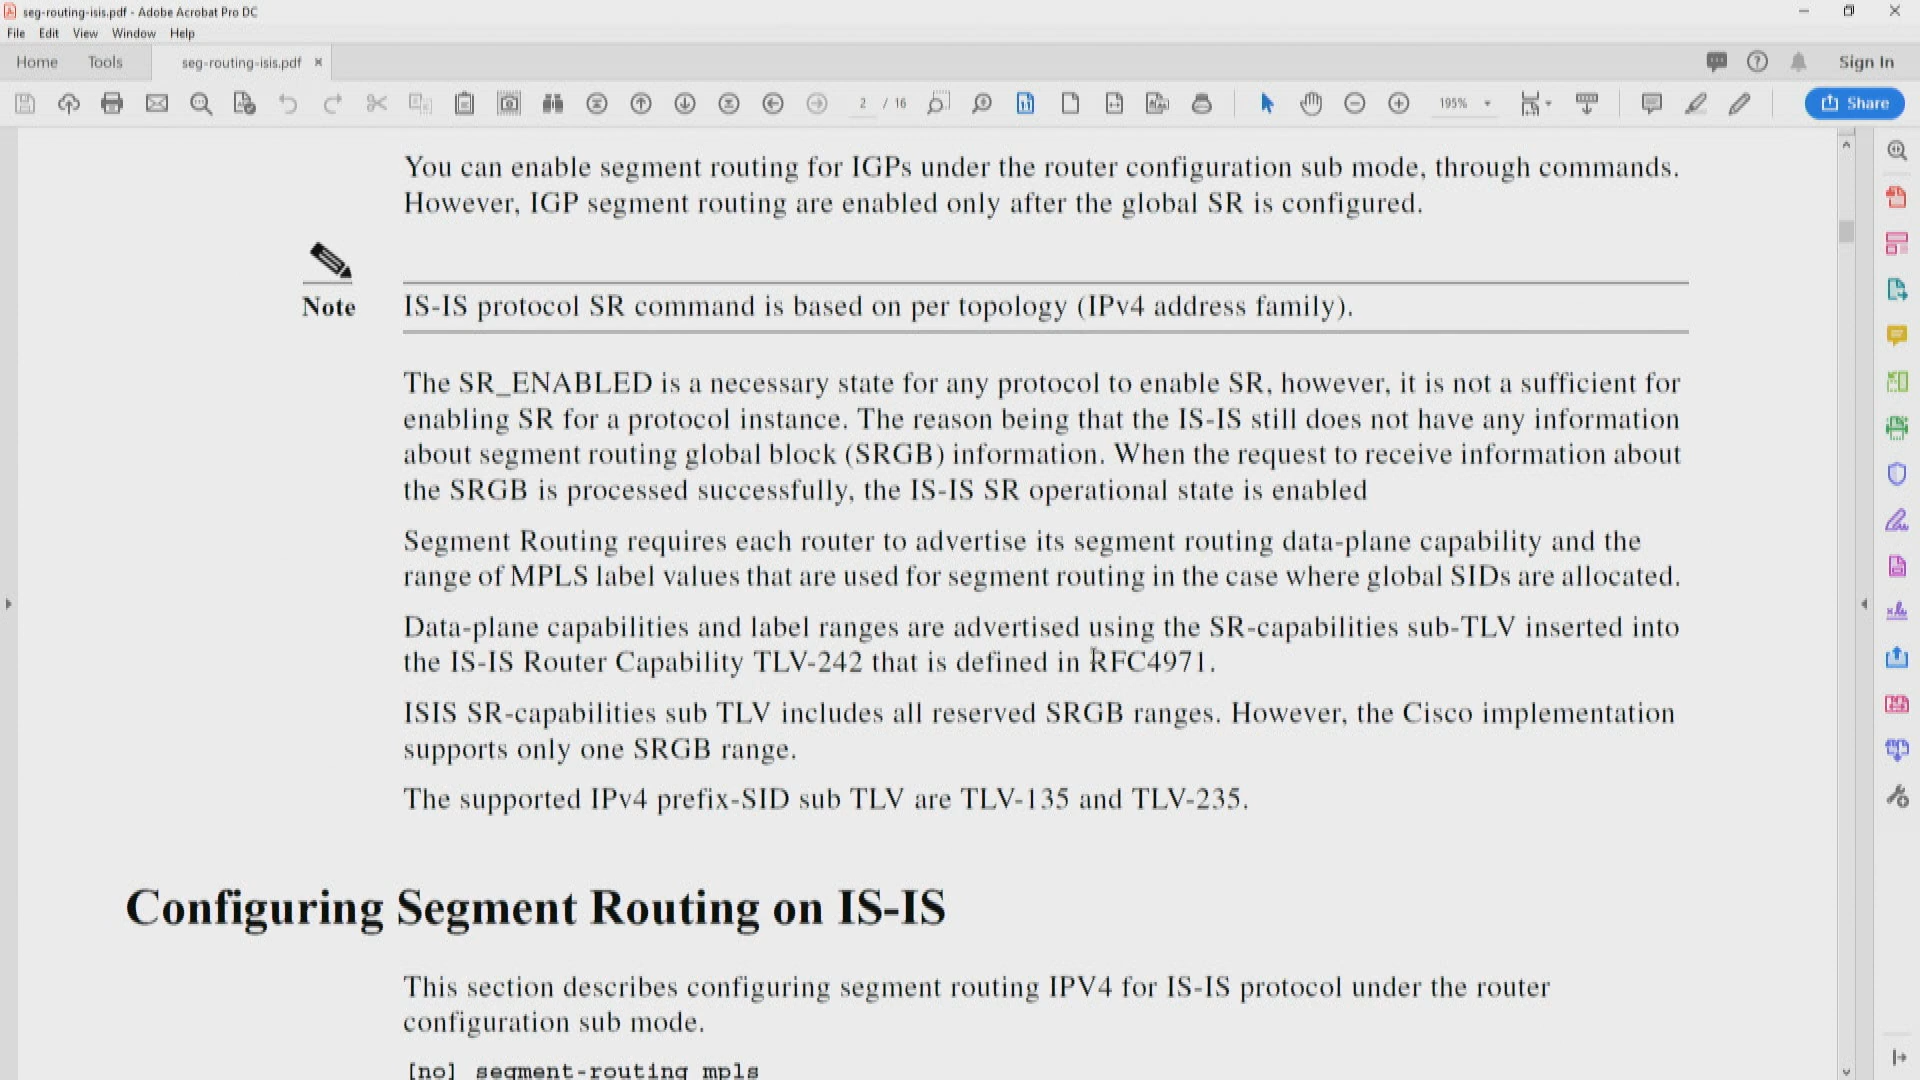 seg-routing-isis.pdf - Adobe Acrobat Pro DC
File Edit View Window Help
Home Tools seg-routing-isis.pdf × Sign In
2 / 16 195% Share
You can enable segment routing for IGPs under the router configuration sub mode, through commands.
However, IGP segment routing are enabled only after the global SR is configured.
Note IS-IS protocol SR command is based on per topology (IPv4 address family).
The SR_ENABLED is a necessary state for any protocol to enable SR, however, it is not a sufficient for
enabling SR for a protocol instance. The reason being that the IS-IS still does not have any information
about segment routing global block (SRGB) information. When the request to receive information about
the SRGB is processed successfully, the IS-IS SR operational state is enabled
Segment Routing requires each router to advertise its segment routing data-plane capability and the
range of MPLS label values that are used for segment routing in the case where global SIDs are allocated.
Data-plane capabilities and label ranges are advertised using the SR-capabilities sub-TLV inserted into
the IS-IS Router Capability TLV-242 that is defined in RFC4971.
ISIS SR-capabilities sub TLV includes all reserved SRGB ranges. However, the Cisco implementation
supports only one SRGB range.
The supported IPv4 prefix-SID sub TLV are TLV-135 and TLV-235.
Configuring Segment Routing on IS-IS
This section describes configuring segment routing IPV4 for IS-IS protocol under the router
configuration sub mode.
[no] segment-routing mpls